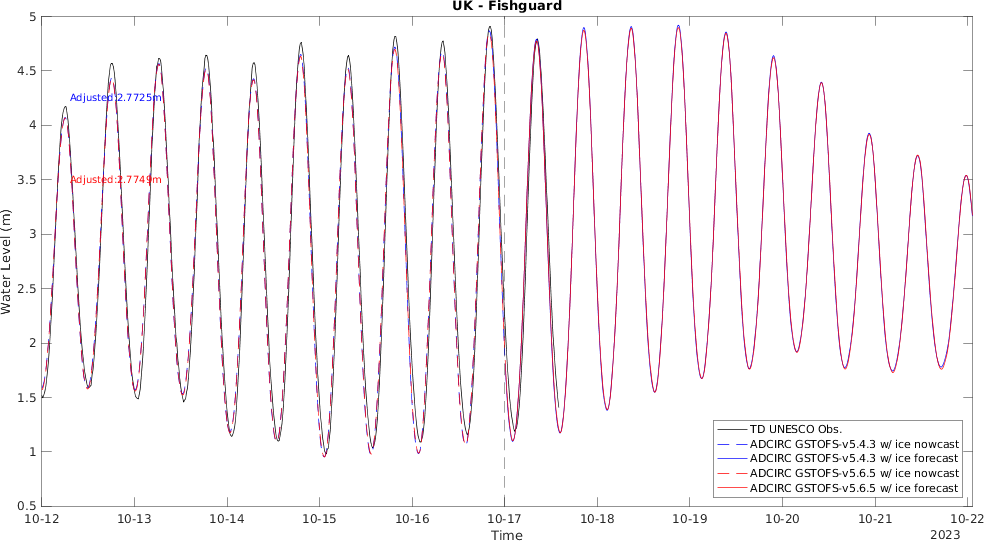 UK - Fishguard
5
4.5
4
3.5
3
2.5
2
1.5
1
0.5
Water Level (m)
Adjusted:2.7725m
Adjusted:2.7749m
TD UNESCO Obs.
ADCIRC GSTOFS-v5.4.3 w/ ice nowcast
ADCIRC GSTOFS-v5.4.3 w/ ice forecast
ADCIRC GSTOFS-v5.6.5 w/ ice nowcast
ADCIRC GSTOFS-v5.6.5 w/ ice forecast
10-12 10-13 10-14 10-15 10-16 10-17 10-18 10-19 10-20 10-21 10-22
Time
2023